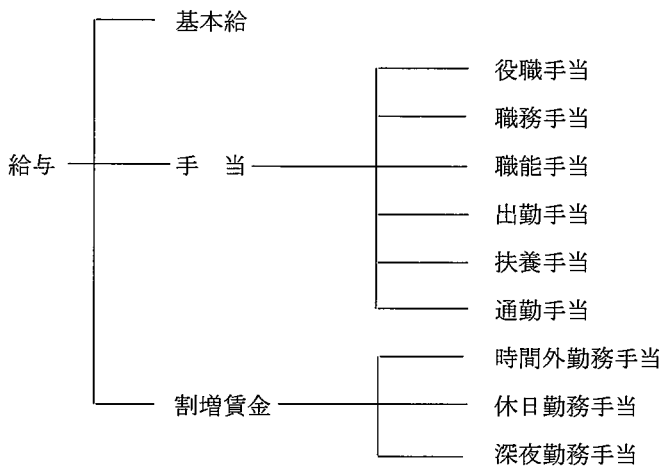 基本給
役職手当
職務手当
給与 手 当 職能手当
出勤手当
扶養手当
通勤手当
時間外勤務手当
割増賃金 休日勤務手当
深夜勤務手当